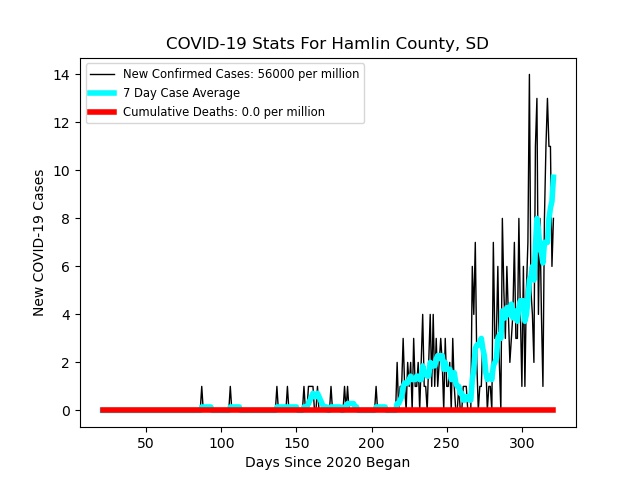 COVID-19 Stats For Hamlin County, SD
New Confirmed Cases: 56000 per million
7 Day Case Average
Cumulative Deaths: 0.0 per million
New COVID-19 Cases
14
12
10
8
6
4
2
0
50 100 150 200 250 300
Days Since 2020 Began